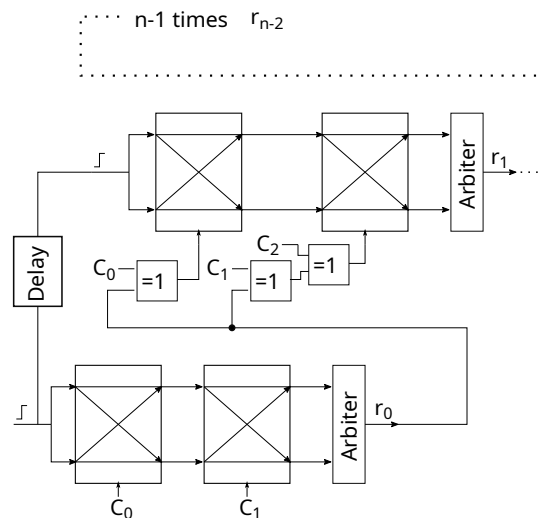 n-1 times r_{n-2}
Arbiter
r_1
C_0
=1
C_1
=1
C_2
=1
Delay
Arbiter
r_0
C_0
C_1